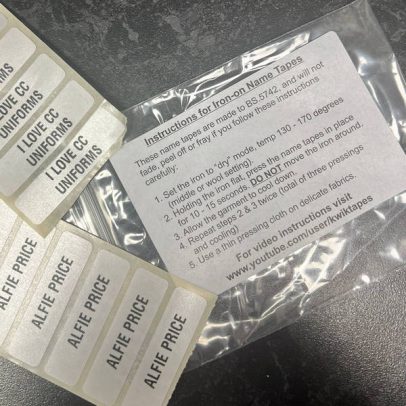 I LOVE CC
UNIFORMS
I LOVE CC
UNIFORMS
I LOVE CC
UNIFORMS
Instructions for Iron-on Name Tapes
These name tapes are made to BS.5742, and will not
fade, peel off or fray if you follow these instructions
carefully.
1. Set the iron to "dry" mode, temp 130 - 170 degrees
(middle or wool setting).
2. Holding the iron flat, press the name tapes in place
for 10 - 15 seconds. DO NOT move the iron around.
3. Allow the garment to cool down.
4. Repeat steps 2 & 3 twice (total of three pressings
and cooling)
5. Use a thin pressing cloth on delicate fabrics.
For video instructions visit
www.youtube.com/user/kwiktapes
ALFIE PRICE
ALFIE PRICE
ALFIE PRICE
ALFIE PRICE
ALFIE PRICE